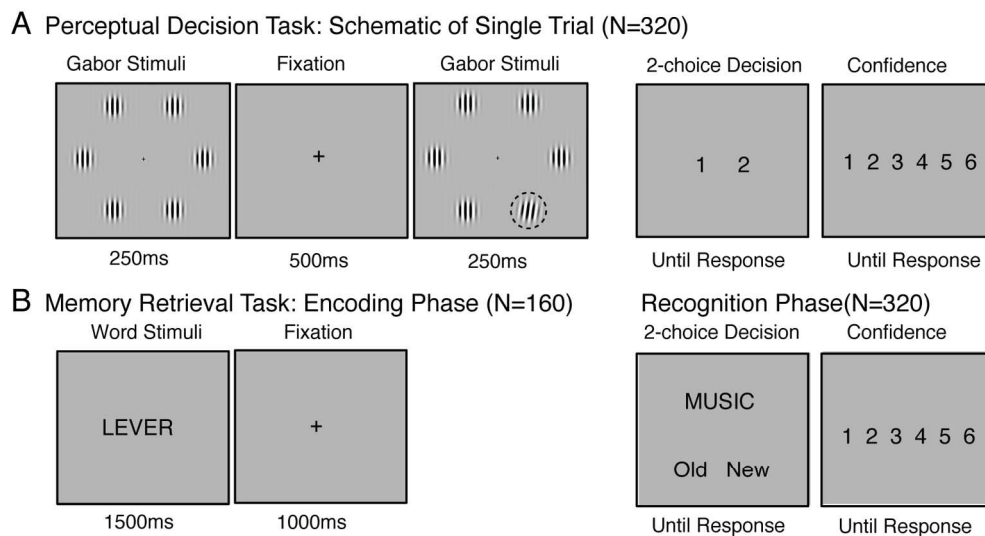 A Perceptual Decision Task: Schematic of Single Trial (N=320)
Gabor Stimuli Fixation Gabor Stimuli 2-choice Decision Confidence
+
1 2
1 2 3 4 5 6
250ms 500ms 250ms Until Response Until Response
B Memory Retrieval Task: Encoding Phase (N=160) Recognition Phase(N=320)
Word Stimuli Fixation 2-choice Decision Confidence
LEVER
+
MUSIC
Old New
1 2 3 4 5 6
1500ms 1000ms Until Response Until Response